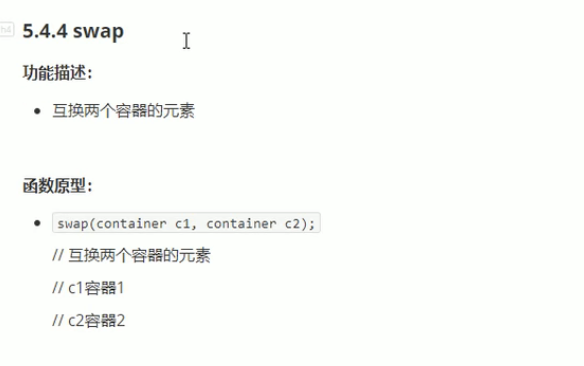 h4
5.4.4 swap
功能描述：
互换两个容器的元素
函数原型：
swap(container c1, container c2);
// 互换两个容器的元素
// c1容器1
// c2容器2